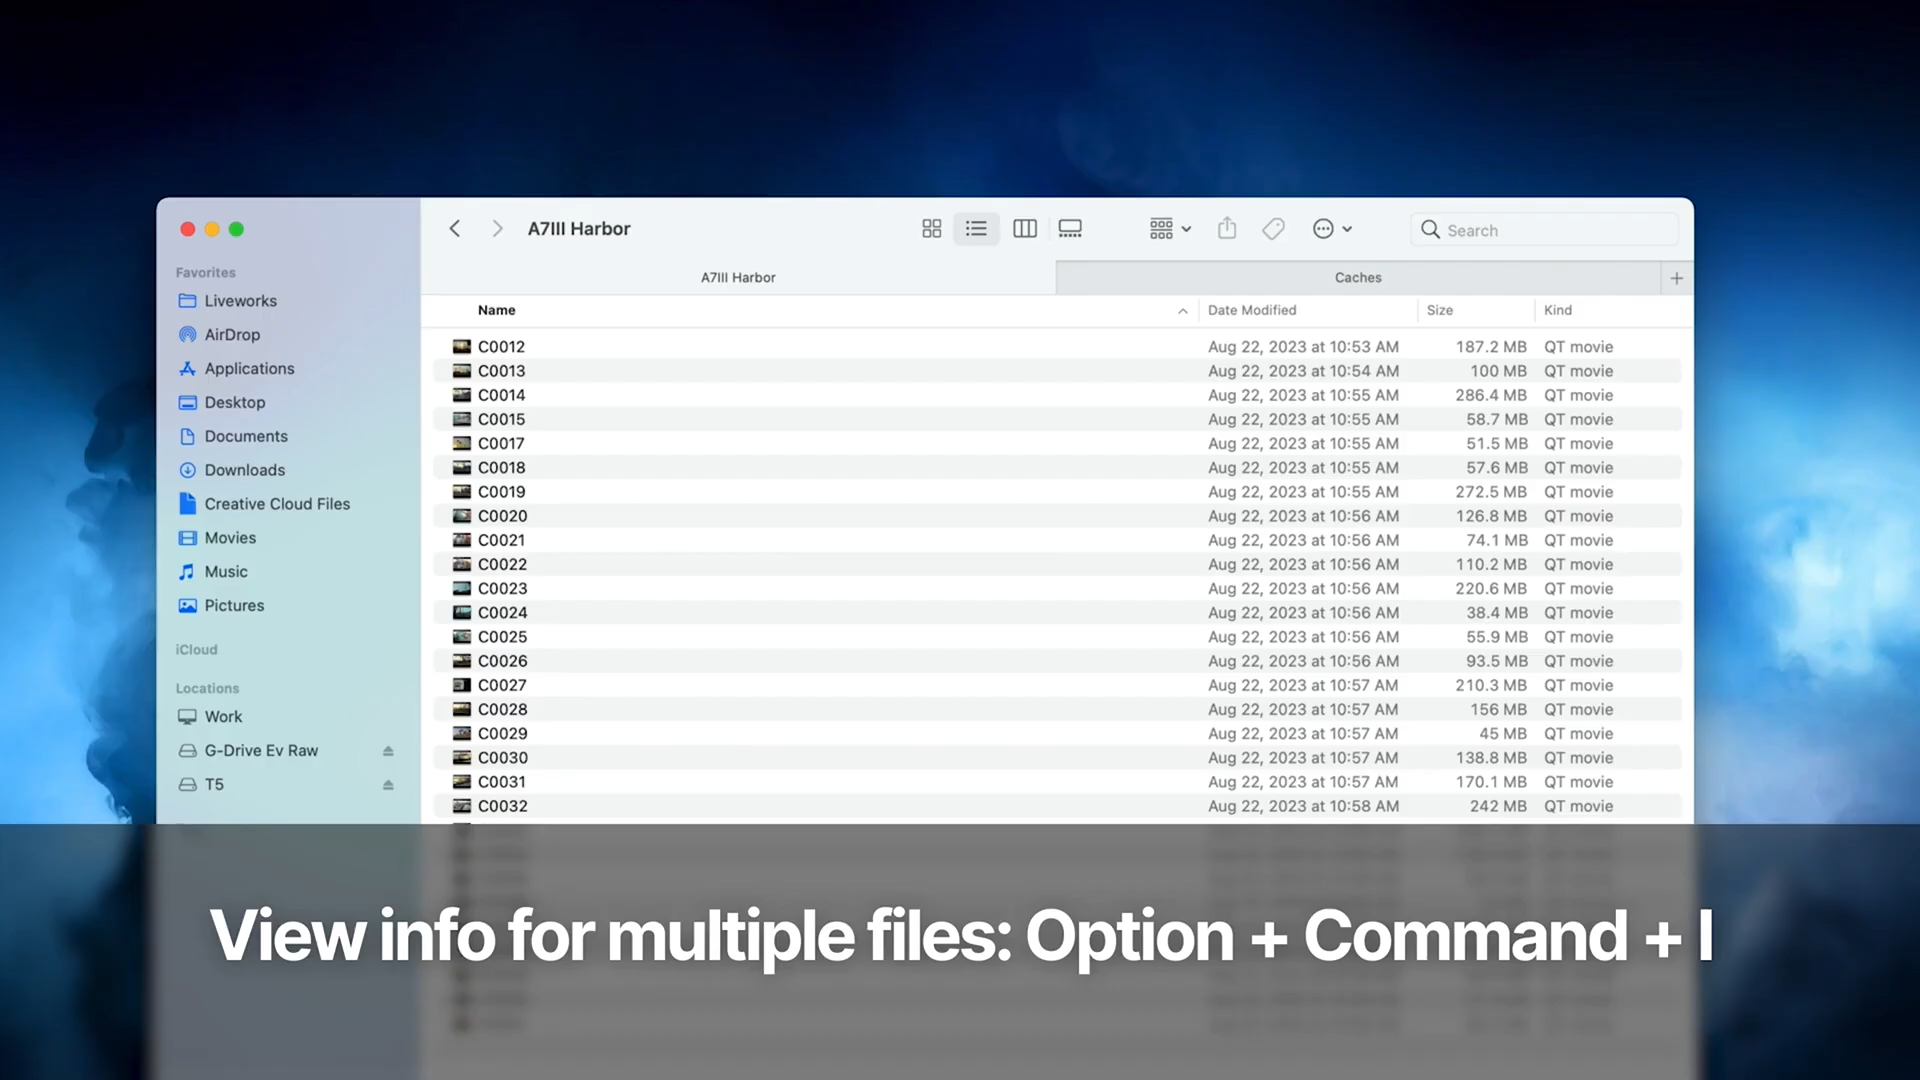 A7III Harbor
Search
A7III Harbor
Caches
Favorites
Liveworks
AirDrop
Applications
Desktop
Documents
Downloads
Creative Cloud Files
Movies
Music
Pictures
iCloud
Locations
Work
G-Drive Ev Raw
T5
Name Date Modified Size Kind
C0012 Aug 22, 2023 at 10:53 AM 187.2 MB QT movie
C0013 Aug 22, 2023 at 10:54 AM 100 MB QT movie
C0014 Aug 22, 2023 at 10:55 AM 286.4 MB QT movie
C0015 Aug 22, 2023 at 10:55 AM 58.7 MB QT movie
C0017 Aug 22, 2023 at 10:55 AM 51.5 MB QT movie
C0018 Aug 22, 2023 at 10:55 AM 57.6 MB QT movie
C0019 Aug 22, 2023 at 10:55 AM 272.5 MB QT movie
C0020 Aug 22, 2023 at 10:56 AM 126.8 MB QT movie
C0021 Aug 22, 2023 at 10:56 AM 74.1 MB QT movie
C0022 Aug 22, 2023 at 10:56 AM 110.2 MB QT movie
C0023 Aug 22, 2023 at 10:56 AM 220.6 MB QT movie
C0024 Aug 22, 2023 at 10:56 AM 38.4 MB QT movie
C0025 Aug 22, 2023 at 10:56 AM 55.9 MB QT movie
C0026 Aug 22, 2023 at 10:56 AM 93.5 MB QT movie
C0027 Aug 22, 2023 at 10:57 AM 210.3 MB QT movie
C0028 Aug 22, 2023 at 10:57 AM 156 MB QT movie
C0029 Aug 22, 2023 at 10:57 AM 45 MB QT movie
C0030 Aug 22, 2023 at 10:57 AM 138.8 MB QT movie
C0031 Aug 22, 2023 at 10:57 AM 170.1 MB QT movie
C0032 Aug 22, 2023 at 10:58 AM 242 MB QT movie
View info for multiple files: Option + Command + I